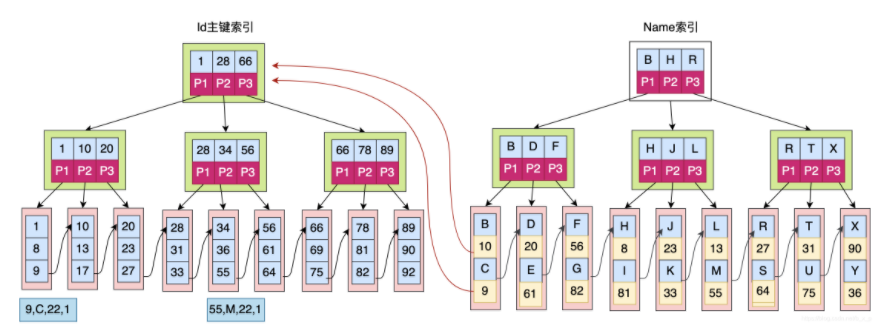 Id主键索引
Name索引
1 28 66
P1 P2 P3
B H R
P1 P2 P3
1 10 20
P1 P2 P3
28 34 56
P1 P2 P3
66 78 89
P1 P2 P3
B D F
P1 P2 P3
H J L
P1 P2 P3
R T X
P1 P2 P3
1
8
9
10
13
17
20
23
27
28
31
33
34
36
55
56
61
64
66
69
75
78
81
82
89
90
92
B
10
C
9
D
20
E
61
F
56
G
82
H
8
I
81
J
23
K
33
L
13
M
55
R
27
S
64
T
31
U
75
X
90
Y
36
9,C,22,1
55,M,22,1